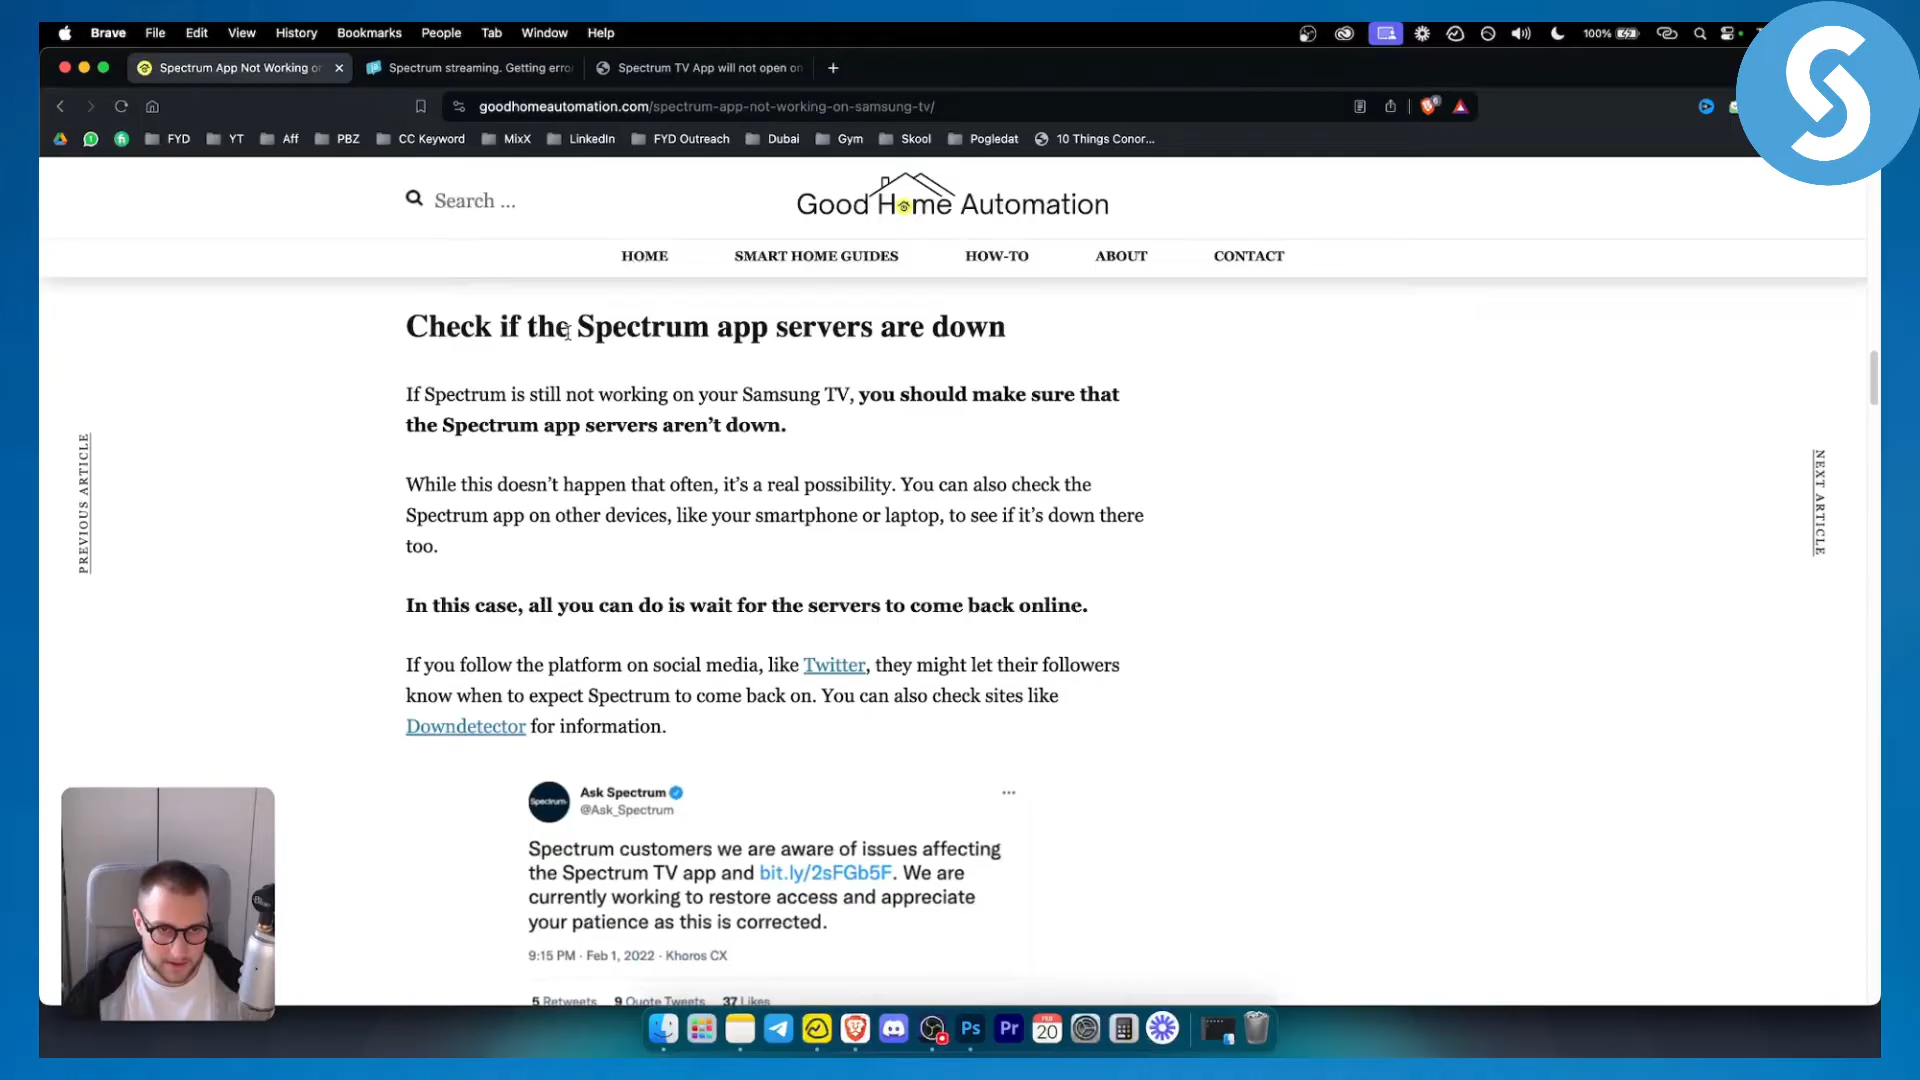 Brave File Edit View History Bookmarks People Tab Window Help 100%
Spectrum App Not Working or
Spectrum streaming. Getting erro
Spectrum TV App will not open on
goodhomeautomation.com/spectrum-app-not-working-on-samsung-tv/
FYD YT Aff PBZ CC Keyword MixX LinkedIn FYD Outreach Dubai Gym Skool Pogledat 10 Things Conor...
Search ...
Good Home Automation
HOME SMART HOME GUIDES HOW-TO ABOUT CONTACT
Check if the Spectrum app servers are down
If Spectrum is still not working on your Samsung TV, you should make sure that
the Spectrum app servers aren't down.
While this doesn't happen that often, it's a real possibility. You can also check the
Spectrum app on other devices, like your smartphone or laptop, to see if it's down there
too.
In this case, all you can do is wait for the servers to come back online.
If you follow the platform on social media, like Twitter, they might let their followers
know when to expect Spectrum to come back on. You can also check sites like
Downdetector for information.
PREVIOUS ARTICLE
NEXT ARTICLE
Spectrum
Ask Spectrum
@Ask_Spectrum
Spectrum customers we are aware of issues affecting
the Spectrum TV app and bit.ly/2sFGb5F. We are
currently working to restore access and appreciate
your patience as this is corrected.
9:15 PM · Feb 1, 2022 · Khoros CX
5 Retweets 9 Quote Tweets 37 Likes
Ps Pr FEB 20
S